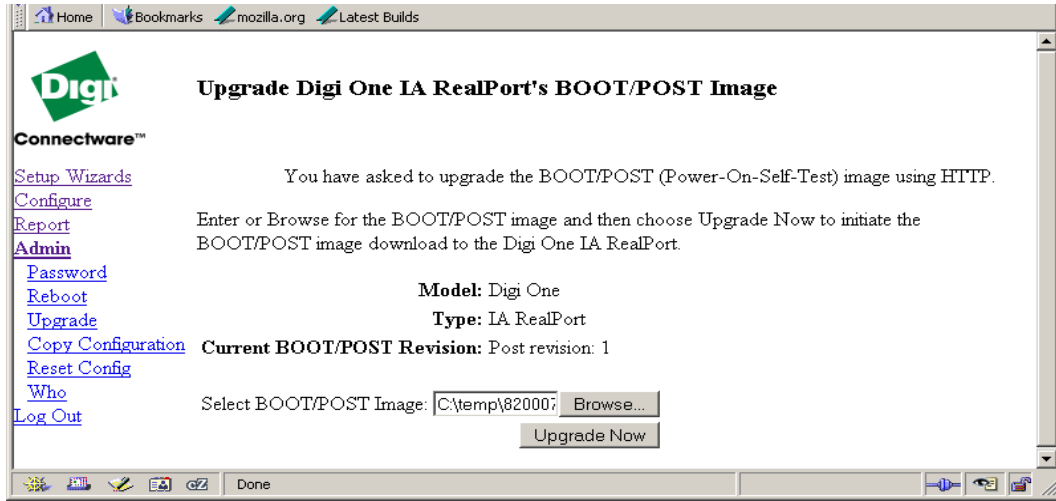 Home Bookmarks mozilla.org Latest Builds
Digi
Connectware™
Upgrade Digi One IA RealPort's BOOT/POST Image
Setup Wizards
Configure
Report
Admin
Password
Reboot
Upgrade
Copy Configuration
Reset Config
Who
Log Out
You have asked to upgrade the BOOT/POST (Power-On-Self-Test) image using HTTP.
Enter or Browse for the BOOT/POST image and then choose Upgrade Now to initiate the
BOOT/POST image download to the Digi One IA RealPort.
Model: Digi One
Type: IA RealPort
Current BOOT/POST Revision: Post revision: 1
Select BOOT/POST Image: C:\temp\820007 Browse...
Upgrade Now
Done